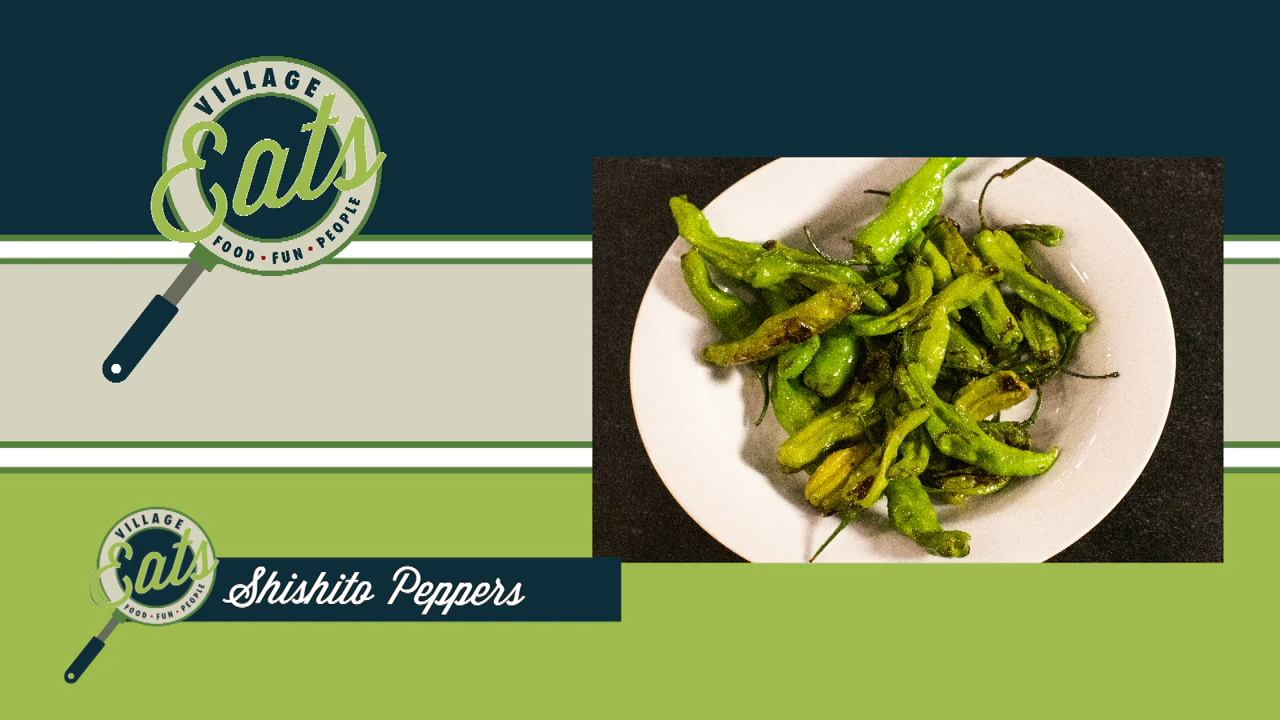 VILLAGE
Eats
FOOD • FUN • PEOPLE
VILLAGE
Eats
FOOD • FUN • PEOPLE
Shishito Peppers